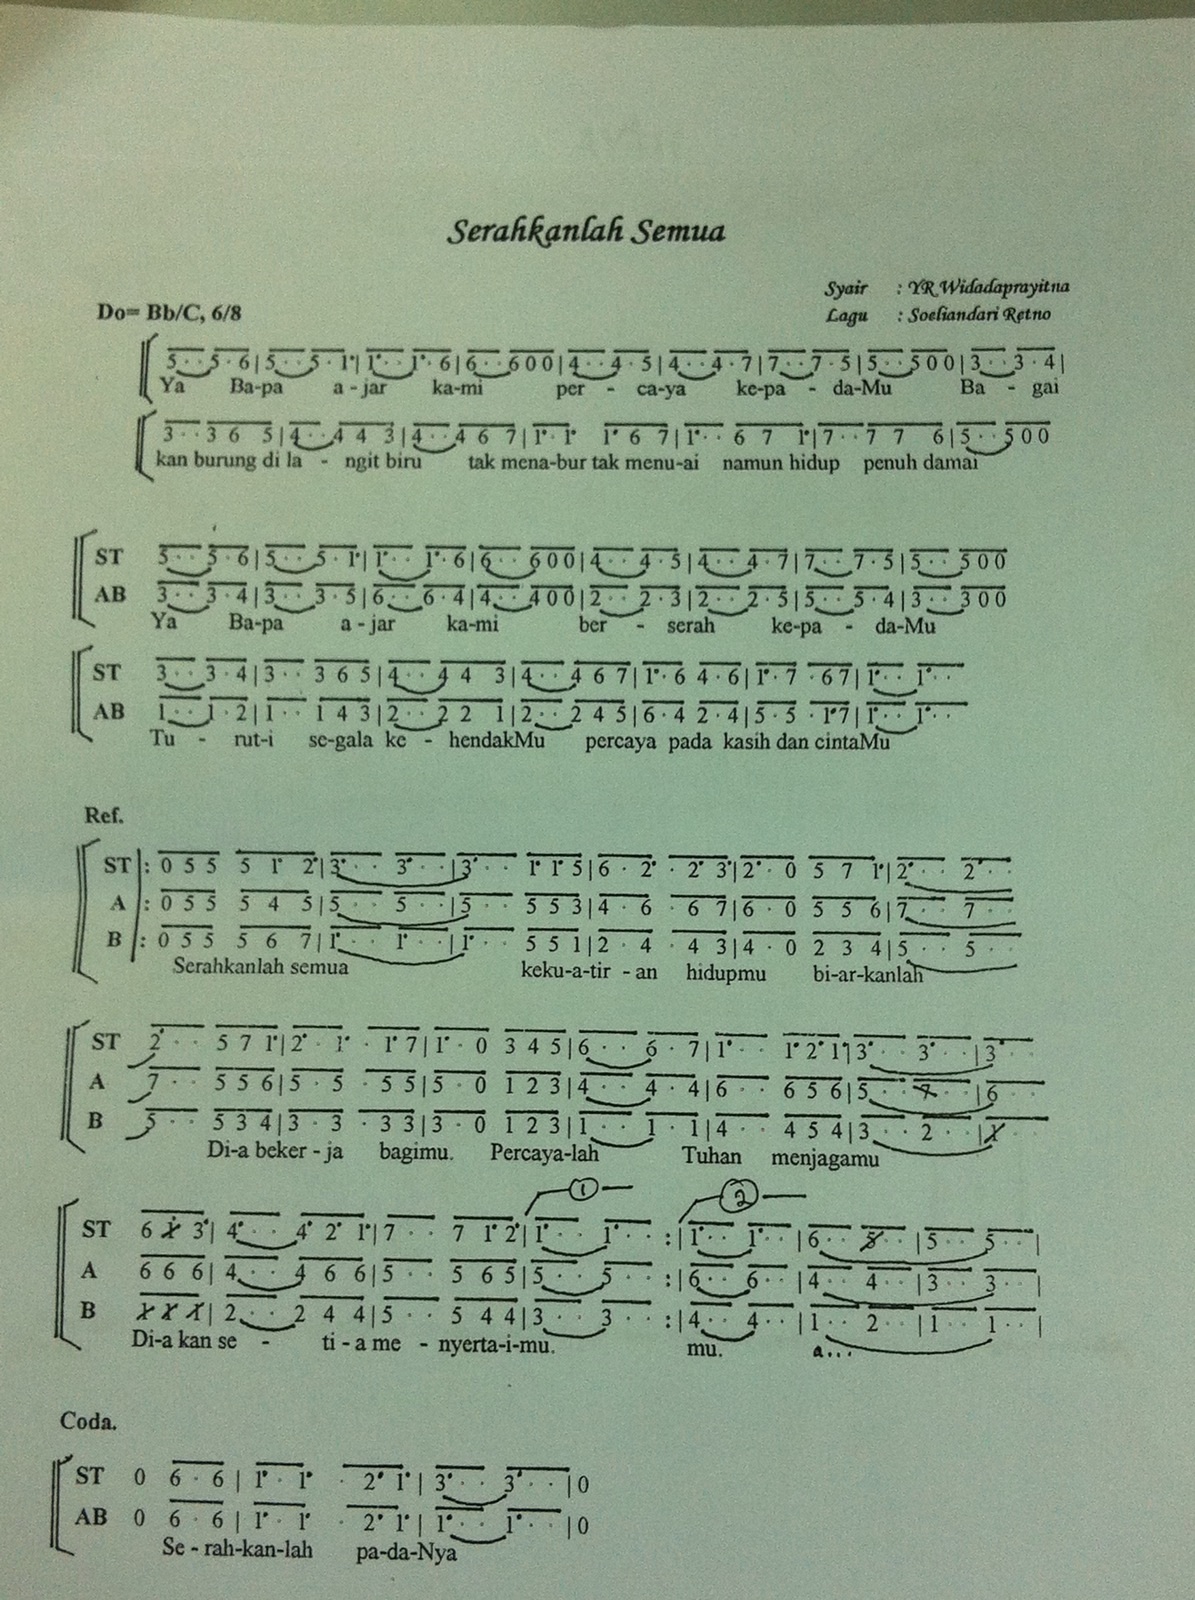 Serahkanlah Semua
Syair : YR Widadaprayitna
Do= Bb/C, 6/8
Lagu : Soeliandari Retno
5 · · 5 · 6 | 5 · · 5 · 1̇ | 1̇ · · 1̇ · 6 | 6 · · 6 0 0 | 4 · · 4 · 5 | 4 · · 4 · 7 | 7 · · 7 · 5 | 5 · · 5 0 0 | 3 · · 3 · 4 |
Ya Ba-pa a - jar ka-mi per - ca-ya ke-pa - da-Mu Ba - gai
3 · · 3 6 5 | 4 · · 4 4 3 | 4 · · 4 6 7 | 1̇ · 1̇ 1̇ 6 7 | 1̇ · · 6 7 1̇ | 7 · · 7 7 6 | 5 · · 5 0 0
kan burung di la - ngit biru tak mena-bur tak menu-ai namun hidup penuh damai
ST 5 · · 5 · 6 | 5 · · 5 · 1̇ | 1̇ · · 1̇ · 6 | 6 · · 6 0 0 | 4 · · 4 · 5 | 4 · · 4 · 7 | 7 · · 7 · 5 | 5 · · 5 0 0
AB 3 · · 3 · 4 | 3 · · 3 · 5 | 6 · · 6 · 4 | 4 · · 4 0 0 | 2 · · 2 · 3 | 2 · · 2 · 5 | 5 · · 5 · 4 | 3 · · 3 0 0
Ya Ba-pa a - jar ka-mi ber - serah ke-pa - da-Mu
ST 3 · · 3 · 4 | 3 · · 3 6 5 | 4 · · 4 4 3 | 4 · · 4 6 7 | 1̇ · 6 4 · 6 | 1̇ · 7 · 6 7 | 1̇ · · 1̇ · ·
AB 1 · · 1 · 2 | 1 · · 1 4 3 | 2 · · 2 2 1 | 2 · · 2 4 5 | 6 · 4 2 · 4 | 5 · 5 · 1̇ 7 | 1̇ · · 1̇ · ·
Tu - rut-i se-gala ke - hendakMu percaya pada kasih dan cintaMu
Ref.
ST |: 0 5 5 5 1̇ 2̇ | 3̇ · · 3̇ · · | 3̇ · · 1̇ 1̇ 5 | 6 · 2̇ · 2̇ 3̇ | 2̇ · 0 5 7 1̇ | 2̇ · · 2̇ · ·
A |: 0 5 5 5 4 5 | 5 · · 5 · · | 5 · · 5 5 3 | 4 · 6 · 6 7 | 6 · 0 5 5 6 | 7 · · 7 · ·
B |: 0 5 5 5 6 7 | 1̇ · · 1̇ · · | 1̇ · · 5 5 1 | 2 · 4 · 4 3 | 4 · 0 2 3 4 | 5 · · 5 · ·
Serahkanlah semua keku-a-tir - an hidupmu bi-ar-kanlah
ST 2̇ · · 5 7 1̇ | 2̇ · 1̇ · 1̇ 7 | 1̇ · 0 3 4 5 | 6 · · 6 · 7 | 1̇ · · 1̇ 2̇ 1̇ | 3̇ · · 3̇ · · | 3̇ · ·
A 7 · · 5 5 6 | 5 · 5 · 5 5 | 5 · 0 1 2 3 | 4 · · 4 · 4 | 6 · · 6 5 6 | 5 · · · · | 6 · ·
B 5 · · 5 3 4 | 3 · 3 · 3 3 | 3 · 0 1 2 3 | 1 · · 1 · 1 | 4 · · 4 5 4 | 3 · · 2 · · | · ·
Di-a beker - ja bagimu. Percaya-lah Tuhan menjagamu
1 2
ST 6 3̇ | 4̇ · · 4̇ 2̇ 1̇ | 7 · · 7 1̇ 2̇ | 1̇ · · 1̇ · · :| 1̇ · · 1̇ · · | 6 · · · · | 5 · · 5 · · |
A 6 6 6 | 4 · · 4 6 6 | 5 · · 5 6 5 | 5 · · 5 · · :| 6 · · 6 · · | 4 · · 4 · · | 3 · · 3 · · |
B | 2 · · 2 4 4 | 5 · · 5 4 4 | 3 · · 3 · · :| 4 · · 4 · · | 1 · · 2 · · | 1 · · 1 · · |
Di-a kan se - ti - a me - nyerta-i-mu. mu. a...
Coda.
ST 0 6 · 6 | 1̇ · 1̇ · 2̇ 1̇ | 3̇ · · 3̇ · · | 0
AB 0 6 · 6 | 1̇ · 1̇ · 2̇ 1̇ | 1̇ · · 1̇ · · | 0
Se - rah-kan-lah pa-da-Nya